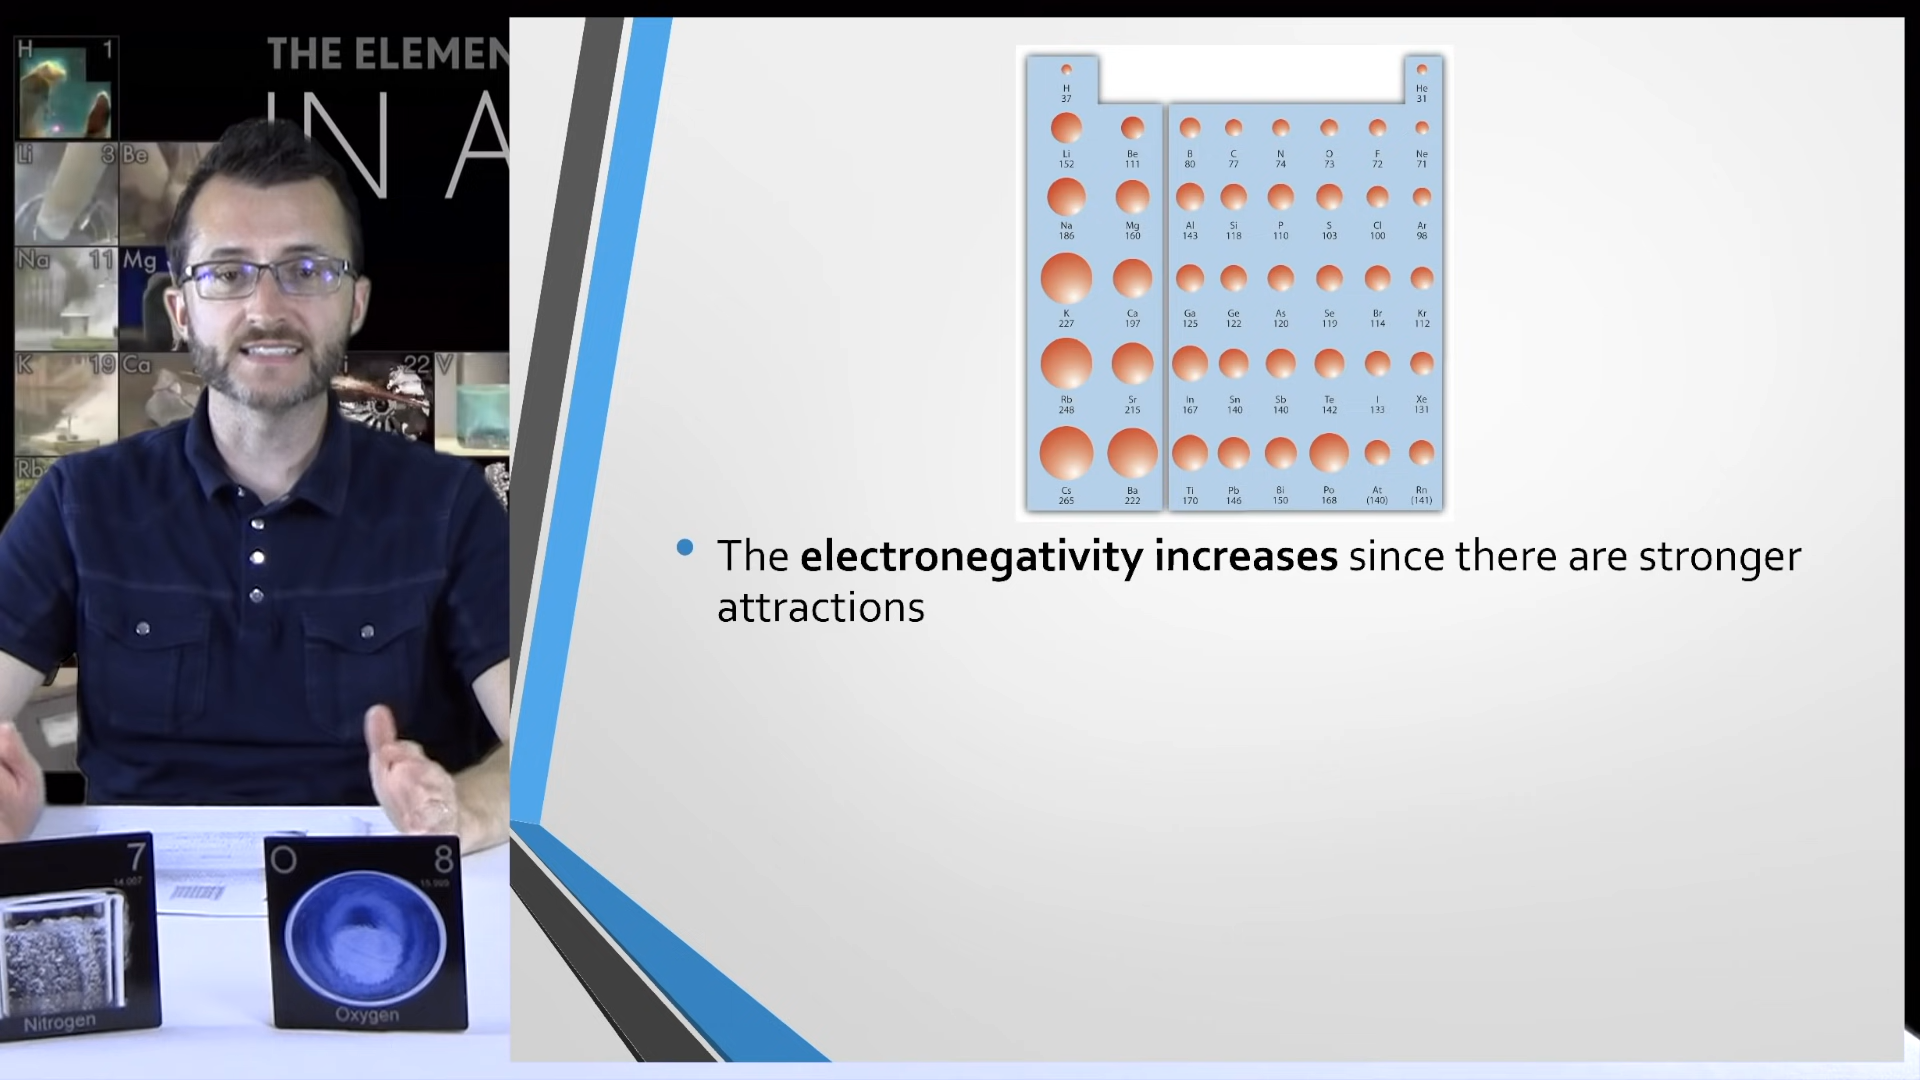 H 1
THE ELEMEN
IN A
Li 3 Be
Na 11 Mg
K 19 Ca
22 V
Rb
7
14.007
Nitrogen
O 8
15.999
Oxygen
H He
37 31
Li Be B C N O F Ne
152 111 80 77 74 73 72 71
Na Mg Al Si P S Cl Ar
186 160 143 118 110 103 100 98
K Ca Ga Ge As Se Br Kr
227 197 125 122 120 119 114 112
Rb Sr In Sn Sb Te I Xe
248 215 167 140 140 142 133 131
Cs Ba Ti Pb Bi Po At Rn
265 222 170 146 150 168 (140) (141)
• The electronegativity increases since there are stronger
attractions